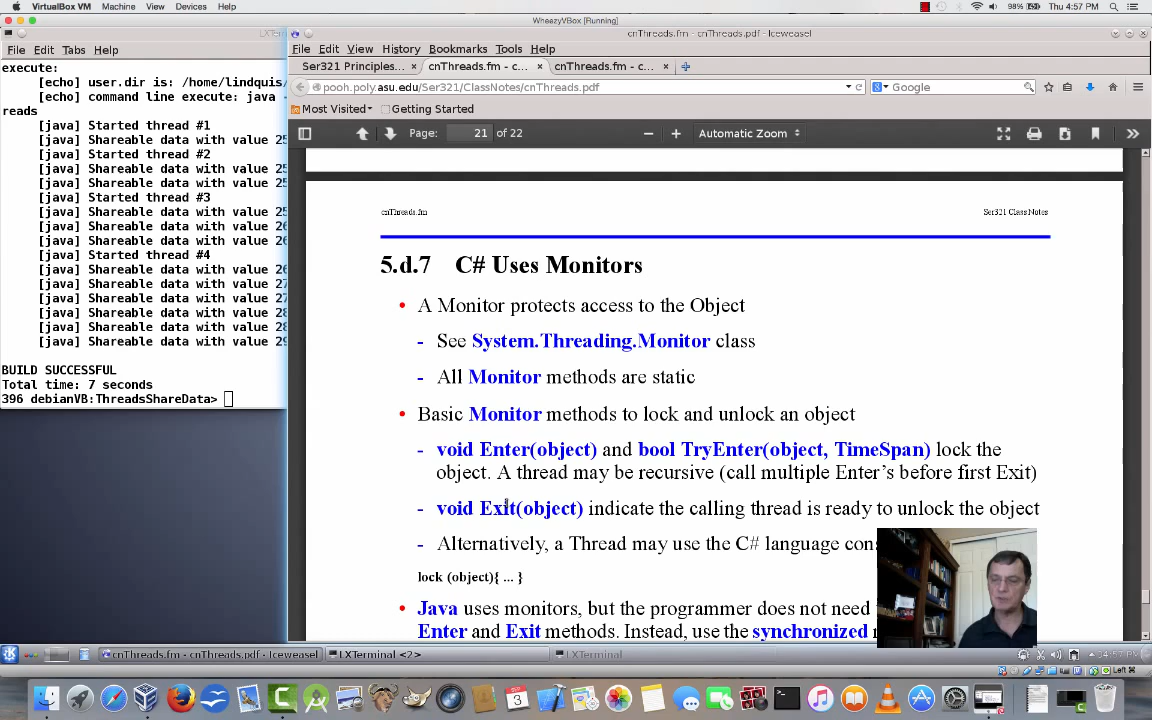 VirtualBox VM Machine View Devices Help
98% Thu 4:57 PM
WheezyVBox [Running]
LXTer
cnThreads.fm - cnThreads.pdf - Iceweasel
File Edit Tabs Help
File Edit View History Bookmarks Tools Help
Ser321 Principles... × cnThreads.fm - c... × cnThreads.fm - c... ×
pooh.poly.asu.edu/Ser321/ClassNotes/cnThreads.pdf
Google
Most Visited Getting Started
Page: 21 of 22 Automatic Zoom
execute:
[echo] user.dir is: /home/lindquis/
[echo] command line execute: java -
reads
[java] Started thread #1
[java] Shareable data with value 25
[java] Started thread #2
[java] Shareable data with value 25
[java] Shareable data with value 25
[java] Started thread #3
[java] Shareable data with value 25
[java] Shareable data with value 26
[java] Shareable data with value 26
[java] Started thread #4
[java] Shareable data with value 26
[java] Shareable data with value 27
[java] Shareable data with value 27
[java] Shareable data with value 28
[java] Shareable data with value 28
[java] Shareable data with value 29
BUILD SUCCESSFUL
Total time: 7 seconds
396 debianVB:ThreadsShareData>
cnThreads.fm Ser321 ClassNotes
5.d.7 C# Uses Monitors
• A Monitor protects access to the Object
- See System.Threading.Monitor class
- All Monitor methods are static
• Basic Monitor methods to lock and unlock an object
- void Enter(object) and bool TryEnter(object, TimeSpan) lock the
object. A thread may be recursive (call multiple Enter's before first Exit)
- void Exit(object) indicate the calling thread is ready to unlock the object
- Alternatively, a Thread may use the C# language con
lock (object){ ... }
• Java uses monitors, but the programmer does not need
Enter and Exit methods. Instead, use the synchronized
cnThreads.fm - cnThreads.pdf - Iceweasel LXTerminal <2> LXTerminal 04:57 PM
Left ⌘